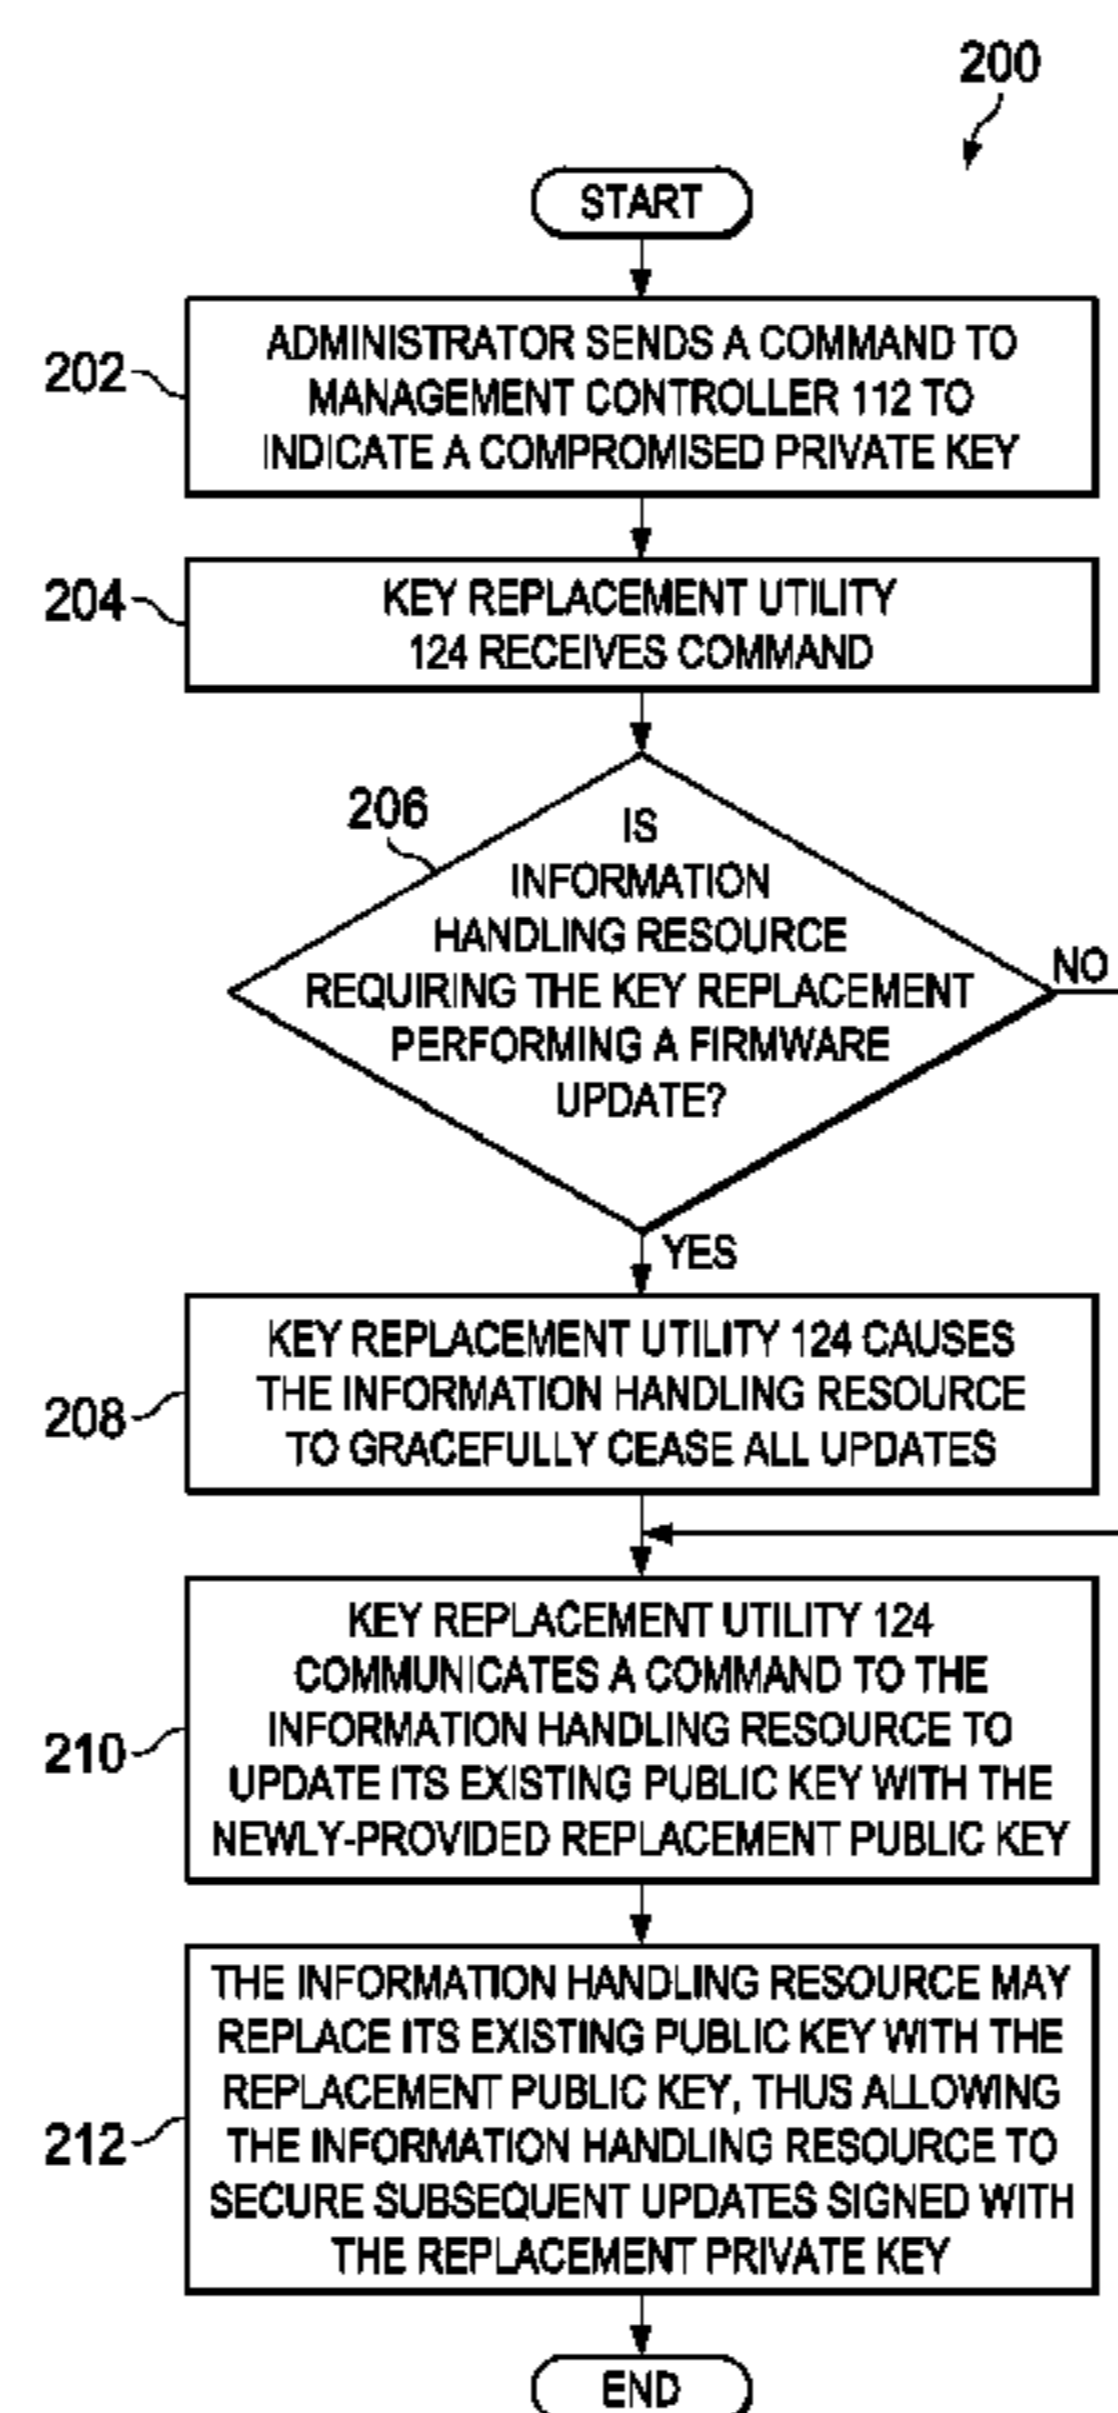 200
START
202
ADMINISTRATOR SENDS A COMMAND TO
MANAGEMENT CONTROLLER 112 TO
INDICATE A COMPROMISED PRIVATE KEY
204
KEY REPLACEMENT UTILITY
124 RECEIVES COMMAND
206
IS
INFORMATION
HANDLING RESOURCE
REQUIRING THE KEY REPLACEMENT
PERFORMING A FIRMWARE
UPDATE?
NO
YES
208
KEY REPLACEMENT UTILITY 124 CAUSES
THE INFORMATION HANDLING RESOURCE
TO GRACEFULLY CEASE ALL UPDATES
210
KEY REPLACEMENT UTILITY 124
COMMUNICATES A COMMAND TO THE
INFORMATION HANDLING RESOURCE TO
UPDATE ITS EXISTING PUBLIC KEY WITH THE
NEWLY-PROVIDED REPLACEMENT PUBLIC KEY
212
THE INFORMATION HANDLING RESOURCE MAY
REPLACE ITS EXISTING PUBLIC KEY WITH THE
REPLACEMENT PUBLIC KEY, THUS ALLOWING
THE INFORMATION HANDLING RESOURCE TO
SECURE SUBSEQUENT UPDATES SIGNED WITH
THE REPLACEMENT PRIVATE KEY
END